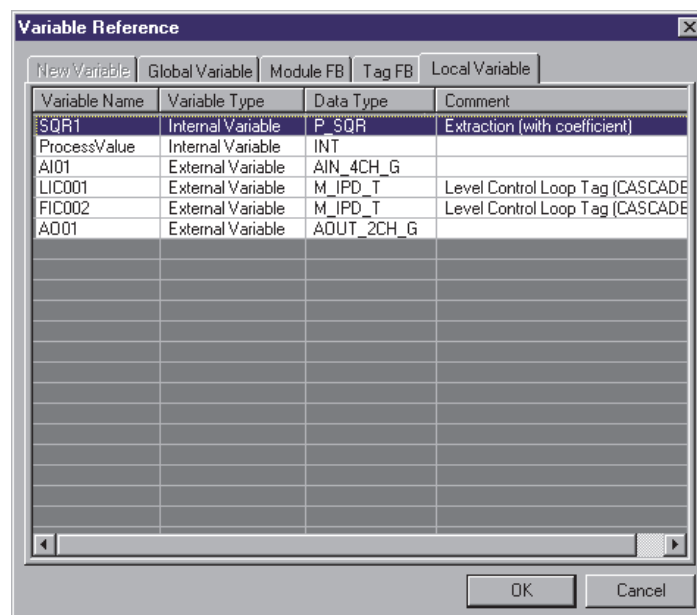 Variable Reference
New Variable Global Variable Module FB Tag FB Local Variable
Variable Name Variable Type Data Type Comment
SQR1 Internal Variable P_SQR Extraction (with coefficient)
ProcessValue Internal Variable INT
AI01 External Variable AIN_4CH_G
LIC001 External Variable M_IPD_T Level Control Loop Tag (CASCADE
FIC002 External Variable M_IPD_T Level Control Loop Tag (CASCADE
AO01 External Variable AOUT_2CH_G
OK Cancel